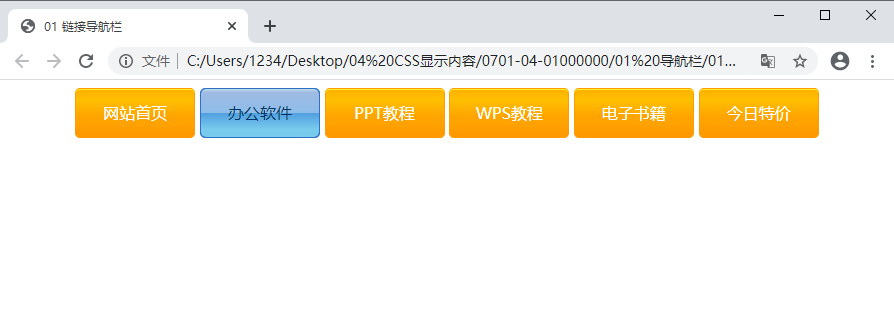 01 链接导航栏
文件 C:/Users/1234/Desktop/04%20CSS显示内容/0701-04-01000000/01%20导航栏/01...
网站首页 办公软件 PPT教程 WPS教程 电子书籍 今日特价